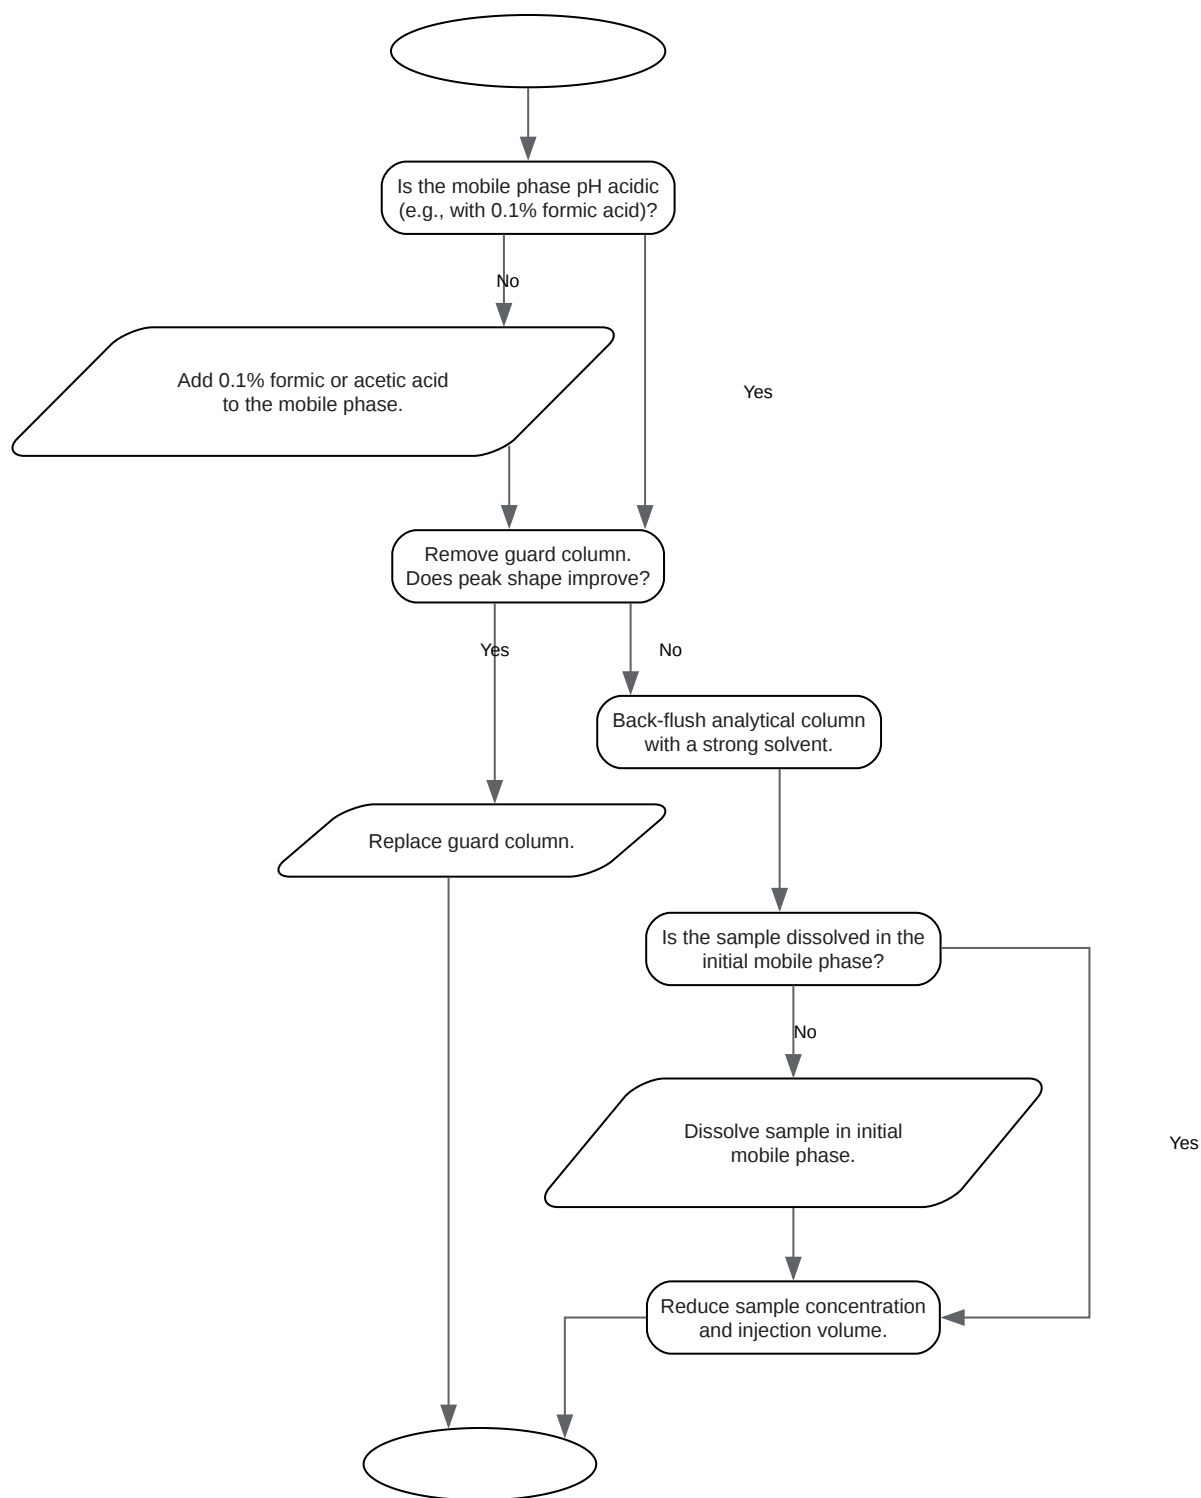 Is the mobile phase pH acidic
(e.g., with 0.1% formic acid)?
No
Add 0.1% formic or acetic acid
to the mobile phase.
Yes
Remove guard column.
Does peak shape improve?
Yes
No
Back-flush analytical column
with a strong solvent.
Replace guard column.
Is the sample dissolved in the
initial mobile phase?
No
Dissolve sample in initial
mobile phase.
Yes
Reduce sample concentration
and injection volume.